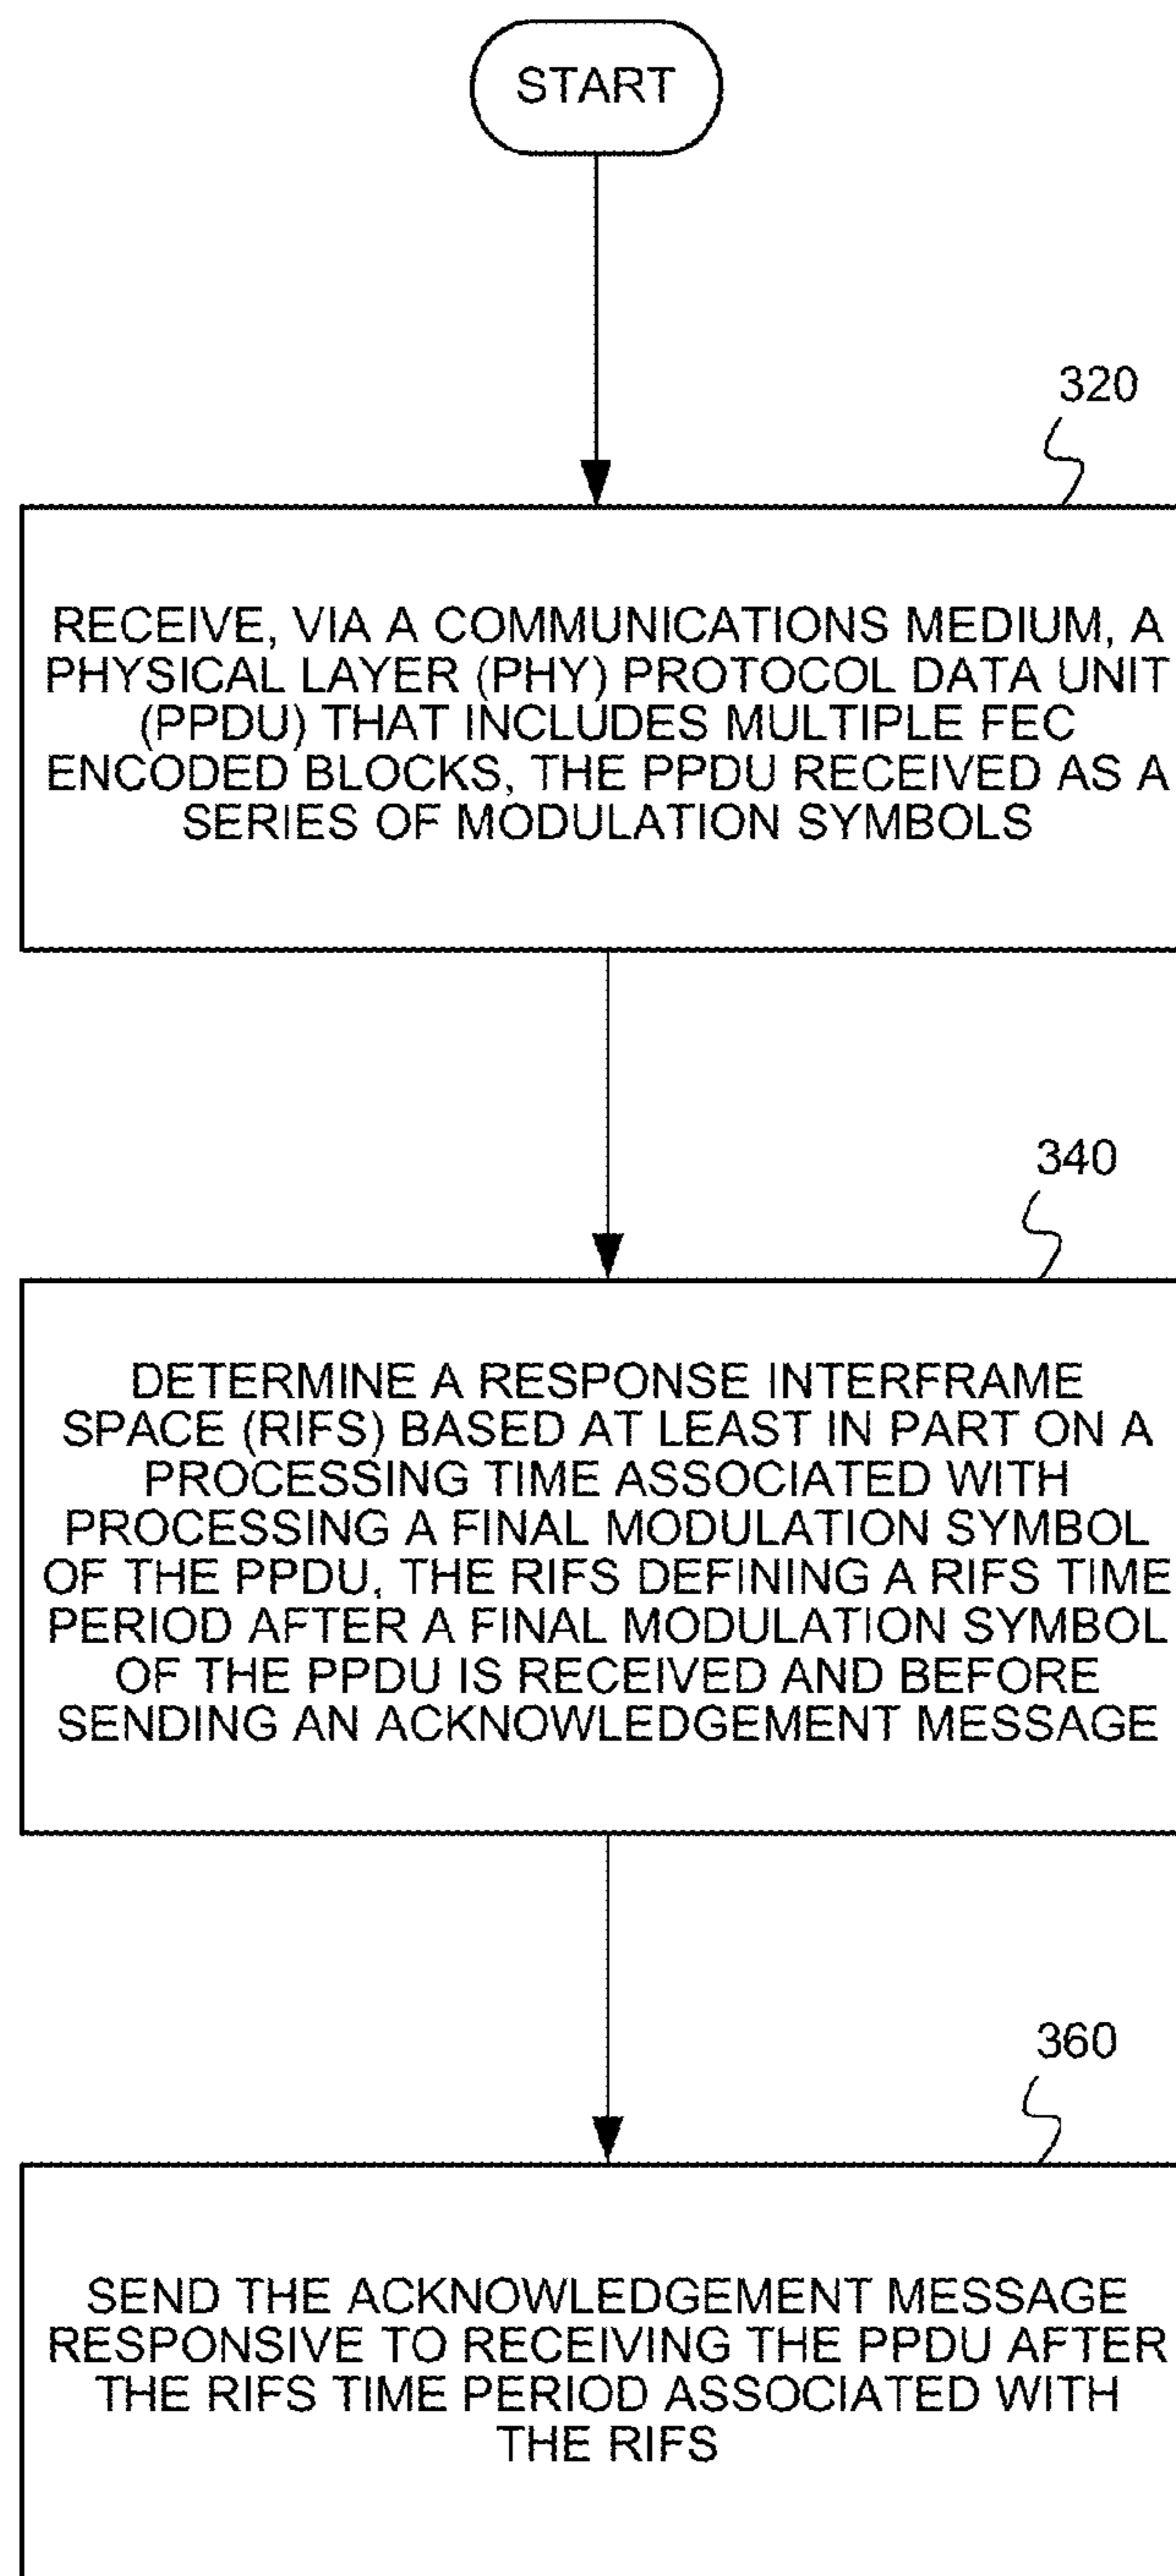 START
320
RECEIVE, VIA A COMMUNICATIONS MEDIUM, A
PHYSICAL LAYER (PHY) PROTOCOL DATA UNIT
(PPDU) THAT INCLUDES MULTIPLE FEC
ENCODED BLOCKS, THE PPDU RECEIVED AS A
SERIES OF MODULATION SYMBOLS
340
DETERMINE A RESPONSE INTERFRAME
SPACE (RIFS) BASED AT LEAST IN PART ON A
PROCESSING TIME ASSOCIATED WITH
PROCESSING A FINAL MODULATION SYMBOL
OF THE PPDU, THE RIFS DEFINING A RIFS TIME
PERIOD AFTER A FINAL MODULATION SYMBOL
OF THE PPDU IS RECEIVED AND BEFORE
SENDING AN ACKNOWLEDGEMENT MESSAGE
360
SEND THE ACKNOWLEDGEMENT MESSAGE
RESPONSIVE TO RECEIVING THE PPDU AFTER
THE RIFS TIME PERIOD ASSOCIATED WITH
THE RIFS